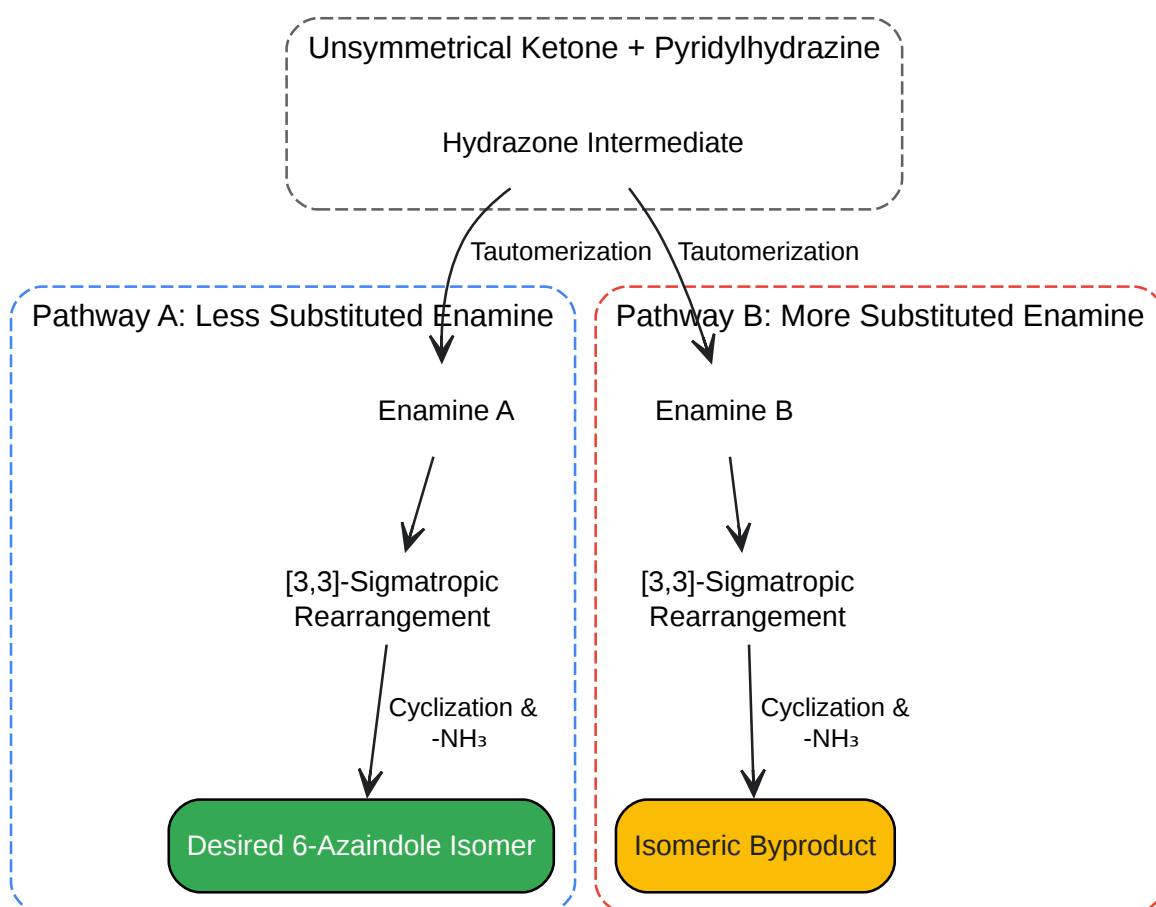 Unsymmetrical Ketone + Pyridylhydrazine
Hydrazone Intermediate
Tautomerization
Tautomerization
Pathway A: Less Substituted Enamine
Pathway B: More Substituted Enamine
Enamine A
Enamine B
[3,3]-Sigmatropic
Rearrangement
[3,3]-Sigmatropic
Rearrangement
Cyclization &
-NH₃
Cyclization &
-NH₃
Desired 6-Azaindole Isomer
Isomeric Byproduct